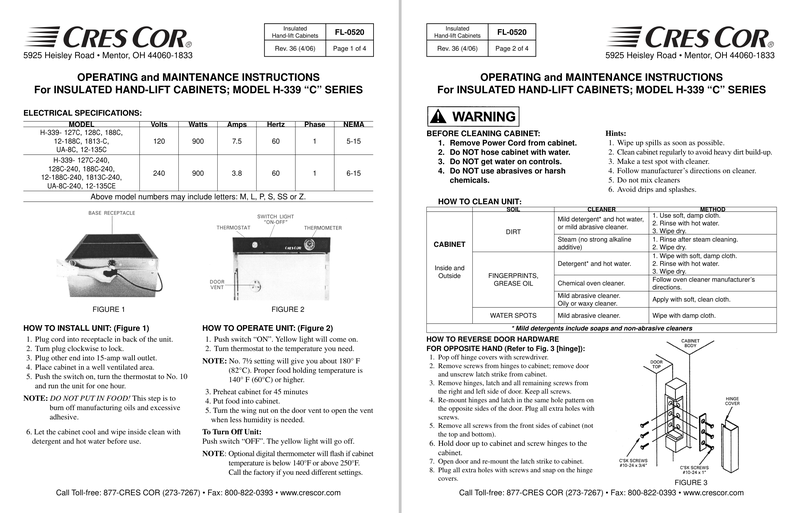 CRES COR®
5925 Heisley Road • Mentor, OH 44060-1833
Insulated
Hand-lift Cabinets
FL-0520
Rev. 36 (4/06)
Page 1 of 4
OPERATING and MAINTENANCE INSTRUCTIONS
For INSULATED HAND-LIFT CABINETS; MODEL H-339 “C” SERIES
ELECTRICAL SPECIFICATIONS:
MODEL Volts Watts Amps Hertz Phase NEMA
H-339- 127C, 128C, 188C,
12-188C, 1813-C,
UA-8C, 12-135C
120 900 7.5 60 1 5-15
H-339- 127C-240,
128C-240, 188C-240,
12-188C-240, 1813C-240,
UA-8C-240, 12-135CE
240 900 3.8 60 1 6-15
Above model numbers may include letters: M, L, P, S, SS or Z.
BASE RECEPTACLE
FIGURE 1
SWITCH LIGHT
"ON-OFF"
THERMOSTAT
THERMOMETER
CRES COR
DOOR
VENT
FIGURE 2
HOW TO INSTALL UNIT: (Figure 1)
1. Plug cord into receptacle in back of the unit.
2. Turn plug clockwise to lock.
3. Plug other end into 15-amp wall outlet.
4. Place cabinet in a well ventilated area.
5. Push the switch on, turn the thermostat to No. 10
and run the unit for one hour.
NOTE: DO NOT PUT IN FOOD! This step is to
burn off manufacturing oils and excessive
adhesive.
6. Let the cabinet cool and wipe inside clean with
detergent and hot water before use.
HOW TO OPERATE UNIT: (Figure 2)
1. Push switch “ON”. Yellow light will come on.
2. Turn thermostat to the temperature you need.
NOTE: No. 7½ setting will give you about 180° F
(82°C). Proper food holding temperature is
140° F (60°C) or higher.
3. Preheat cabinet for 45 minutes
4. Put food into cabinet.
5. Turn the wing nut on the door vent to open the vent
when less humidity is needed.
To Turn Off Unit:
Push switch “OFF”. The yellow light will go off.
NOTE: Optional digital thermometer will flash if cabinet
temperature is below 140°F or above 250°F.
Call the factory if you need different settings.
Call Toll-free: 877-CRES COR (273-7267) • Fax: 800-822-0393 • www.crescor.com
Insulated
Hand-lift Cabinets
FL-0520
Rev. 36 (4/06)
Page 2 of 4
CRES COR®
5925 Heisley Road • Mentor, OH 44060-1833
OPERATING and MAINTENANCE INSTRUCTIONS
For INSULATED HAND-LIFT CABINETS; MODEL H-339 “C” SERIES
WARNING
BEFORE CLEANING CABINET:
1. Remove Power Cord from cabinet.
2. Do NOT hose cabinet with water.
3. Do NOT get water on controls.
4. Do NOT use abrasives or harsh
chemicals.
Hints:
1. Wipe up spills as soon as possible.
2. Clean cabinet regularly to avoid heavy dirt build-up.
3. Make a test spot with cleaner.
4. Follow manufacturer’s directions on cleaner.
5. Do not mix cleaners
6. Avoid drips and splashes.
HOW TO CLEAN UNIT:
SOIL CLEANER METHOD
CABINET
Inside and
Outside
DIRT
Mild detergent* and hot water,
or mild abrasive cleaner.
1. Use soft, damp cloth.
2. Rinse with hot water.
3. Wipe dry.
Steam (no strong alkaline
additive)
1. Rinse after steam cleaning.
2. Wipe dry.
FINGERPRINTS,
GREASE OIL
Detergent* and hot water.
1. Wipe with soft, damp cloth.
2. Rinse with hot water.
3. Wipe dry.
Chemical oven cleaner.
Follow oven cleaner manufacturer’s
directions.
Mild abrasive cleaner.
Oily or waxy cleaner.
Apply with soft, clean cloth.
WATER SPOTS
Mild abrasive cleaner.
Wipe with damp cloth.
* Mild detergents include soaps and non-abrasive cleaners
HOW TO REVERSE DOOR HARDWARE
FOR OPPOSITE HAND (Refer to Fig. 3 [hinge]):
1. Pop off hinge covers with screwdriver.
2. Remove screws from hinges to cabinet; remove door
and unscrew latch strike from cabinet.
3. Remove hinges, latch and all remaining screws from
the right and left side of door. Keep all screws.
4. Re-mount hinges and latch in the same hole pattern on
the opposites side of the door. Plug all extra holes with
screws.
5. Remove all screws from the front sides of cabinet (not
the top and bottom).
6. Hold door up to cabinet and screw hinges to the
cabinet.
7. Open door and re-mount the latch strike to cabinet.
8. Plug all extra holes with screws and snap on the hinge
covers.
CABINET
BODY
DOOR
TOP
HINGE
COVER
C'SK SCREWS
#10-24 x 3/4"
C'SK SCREWS
#10-24 x 1"
FIGURE 3
Call Toll-free: 877-CRES COR (273-7267) • Fax: 800-822-0393 • www.crescor.com